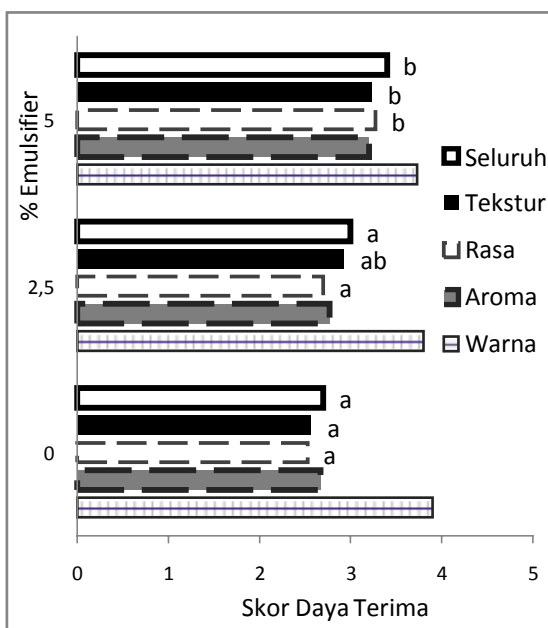 % Emulsifier
5
b
b
b
2,5
a
ab
a
0
a
a
a
0 1 2 3 4 5
Skor Daya Terima
Seluruh
Tekstur
Rasa
Aroma
Warna